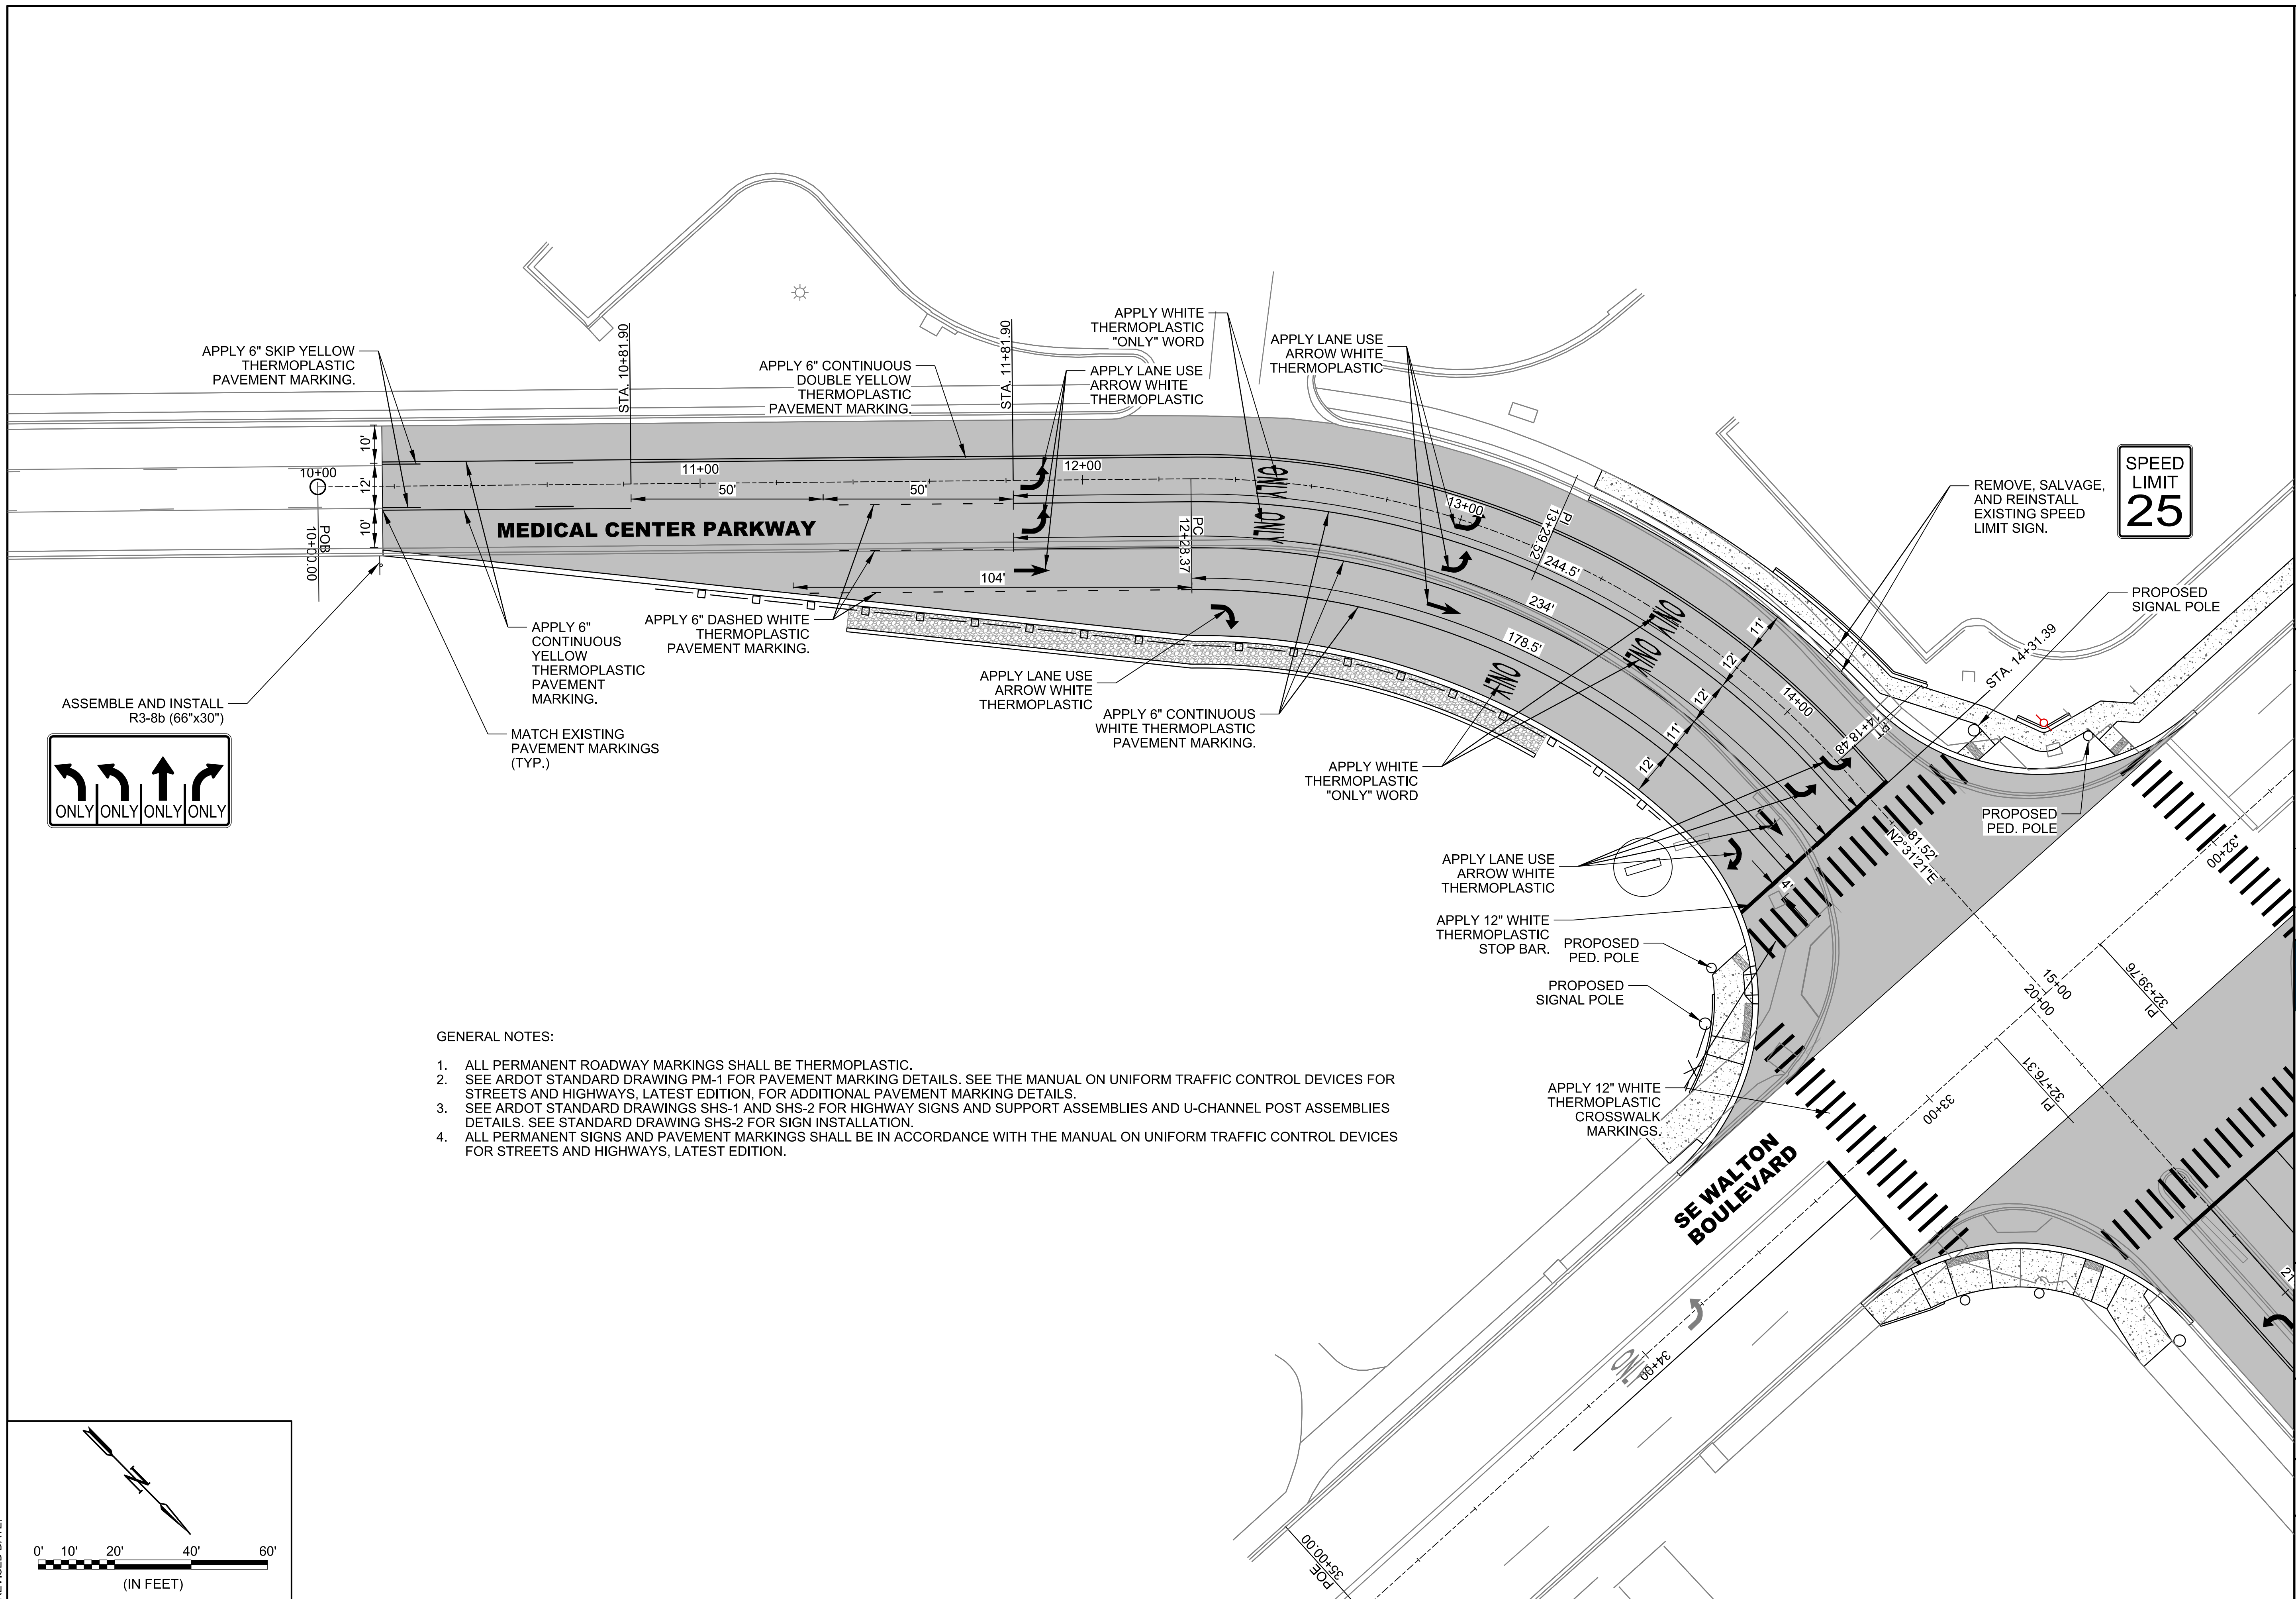 APPLY 6" SKIP YELLOW
THERMOPLASTIC
PAVEMENT MARKING.
STA. 10+81.90
APPLY 6" CONTINUOUS
DOUBLE YELLOW
THERMOPLASTIC
PAVEMENT MARKING.
STA. 11+81.90
APPLY WHITE
THERMOPLASTIC
"ONLY" WORD
APPLY LANE USE
ARROW WHITE
THERMOPLASTIC
APPLY LANE USE
ARROW WHITE
THERMOPLASTIC
10'
12'
10'
10+00
POB
10+00.00
11+00
50'
50'
12+00
MEDICAL CENTER PARKWAY
104'
PC
12+28.37
ONLY
ONLY
13+00
PI
13+29.52
244.5'
234'
178.5'
ONLY
ONLY
ONLY
11'
12'
12'
11'
12'
14+00
PT
14+18.48
STA. 14+31.39
SPEED
LIMIT
25
REMOVE, SALVAGE,
AND REINSTALL
EXISTING SPEED
LIMIT SIGN.
PROPOSED
SIGNAL POLE
PROPOSED
PED. POLE
APPLY 6"
CONTINUOUS
YELLOW
THERMOPLASTIC
PAVEMENT
MARKING.
APPLY 6" DASHED WHITE
THERMOPLASTIC
PAVEMENT MARKING.
MATCH EXISTING
PAVEMENT MARKINGS
(TYP.)
ASSEMBLE AND INSTALL
R3-8b (66"x30")
ONLY ONLY ONLY ONLY
APPLY LANE USE
ARROW WHITE
THERMOPLASTIC
APPLY 6" CONTINUOUS
WHITE THERMOPLASTIC
PAVEMENT MARKING.
APPLY WHITE
THERMOPLASTIC
"ONLY" WORD
APPLY LANE USE
ARROW WHITE
THERMOPLASTIC
4'
81.52'
N2°31'21"E
32+00
APPLY 12" WHITE
THERMOPLASTIC
STOP BAR.
PROPOSED
PED. POLE
PROPOSED
SIGNAL POLE
15+00
20+00
32+39.76
PI
32+76.31
PI
33+00
APPLY 12" WHITE
THERMOPLASTIC
CROSSWALK
MARKINGS.
SE WALTON
BOULEVARD
34+00
35+00.00
POE
GENERAL NOTES:
1. ALL PERMANENT ROADWAY MARKINGS SHALL BE THERMOPLASTIC.
2. SEE ARDOT STANDARD DRAWING PM-1 FOR PAVEMENT MARKING DETAILS. SEE THE MANUAL ON UNIFORM TRAFFIC CONTROL DEVICES FOR
STREETS AND HIGHWAYS, LATEST EDITION, FOR ADDITIONAL PAVEMENT MARKING DETAILS.
3. SEE ARDOT STANDARD DRAWINGS SHS-1 AND SHS-2 FOR HIGHWAY SIGNS AND SUPPORT ASSEMBLIES AND U-CHANNEL POST ASSEMBLIES
DETAILS. SEE STANDARD DRAWING SHS-2 FOR SIGN INSTALLATION.
4. ALL PERMANENT SIGNS AND PAVEMENT MARKINGS SHALL BE IN ACCORDANCE WITH THE MANUAL ON UNIFORM TRAFFIC CONTROL DEVICES
FOR STREETS AND HIGHWAYS, LATEST EDITION.
N
0' 10' 20' 40' 60'
(IN FEET)